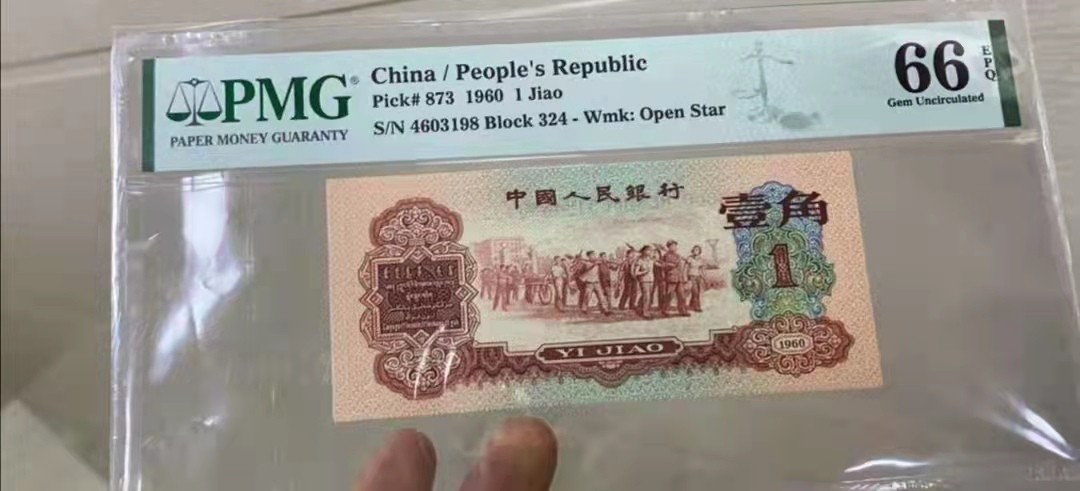 PMG®
PAPER MONEY GUARANTY
China / People's Republic
Pick# 873 1960 1 Jiao
S/N 4603198 Block 324 - Wmk: Open Star
66
EPQ
Gem Uncirculated
中國人民銀行
壹角
1
YI JIAO
1960